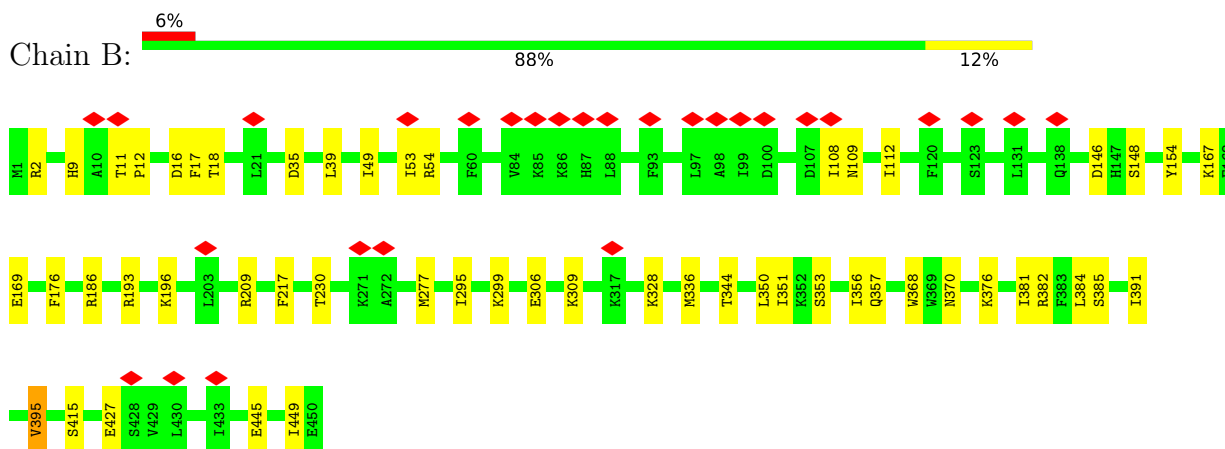 6%
Chain B:
88% 12%
M1 R2 H9 A10 T11 P12 D16 F17 T18 L21 D35 L39 I49 I53 R54 F60 V84 K85 K86 H87 L88 F93 L97 A98 I99 D100 D107 I108 N109 I112 F120 S123 L131 Q138 D146 H147 S148 Y154 K167
E169 F176 R186 R193 K196 L203 R209 F217 T230 K271 A272 M277 I295 K299 E306 K309 K317 K328 M336 T344 L350 I351 K352 S353 I356 Q357 W368 W369 N370 K376 I381 R382 F383 L384 S385 I391
V395 S415 E427 S428 V429 L430 I433 E445 I449 E450